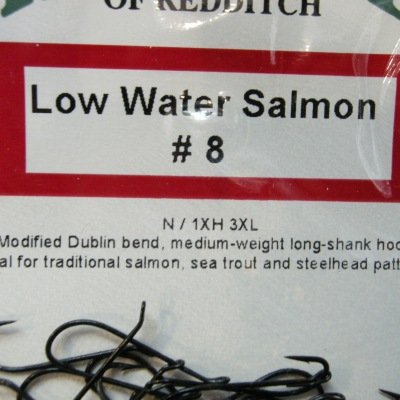 OF REDDITCH
Low Water Salmon
# 8
N / 1XH 3XL
Modified Dublin bend, medium-weight long-shank
for traditional salmon, sea trout and steelhead